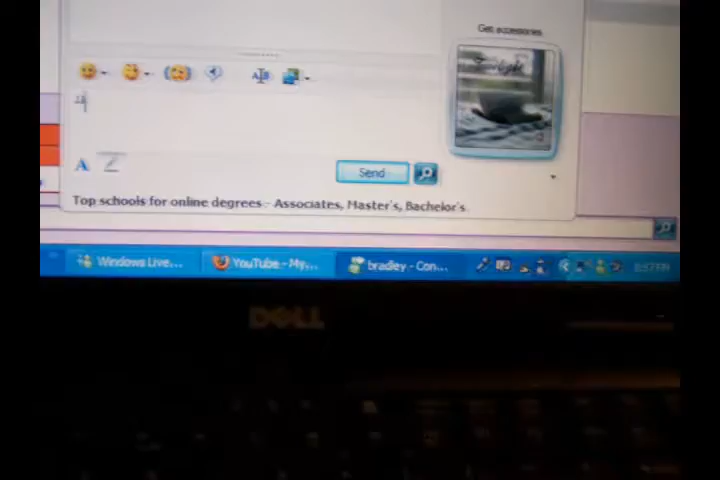 Get accessories
Send
Top schools for online degrees - Associates, Master's, Bachelor's
Windows Live...
YouTube - My...
bradley - Con...
DELL